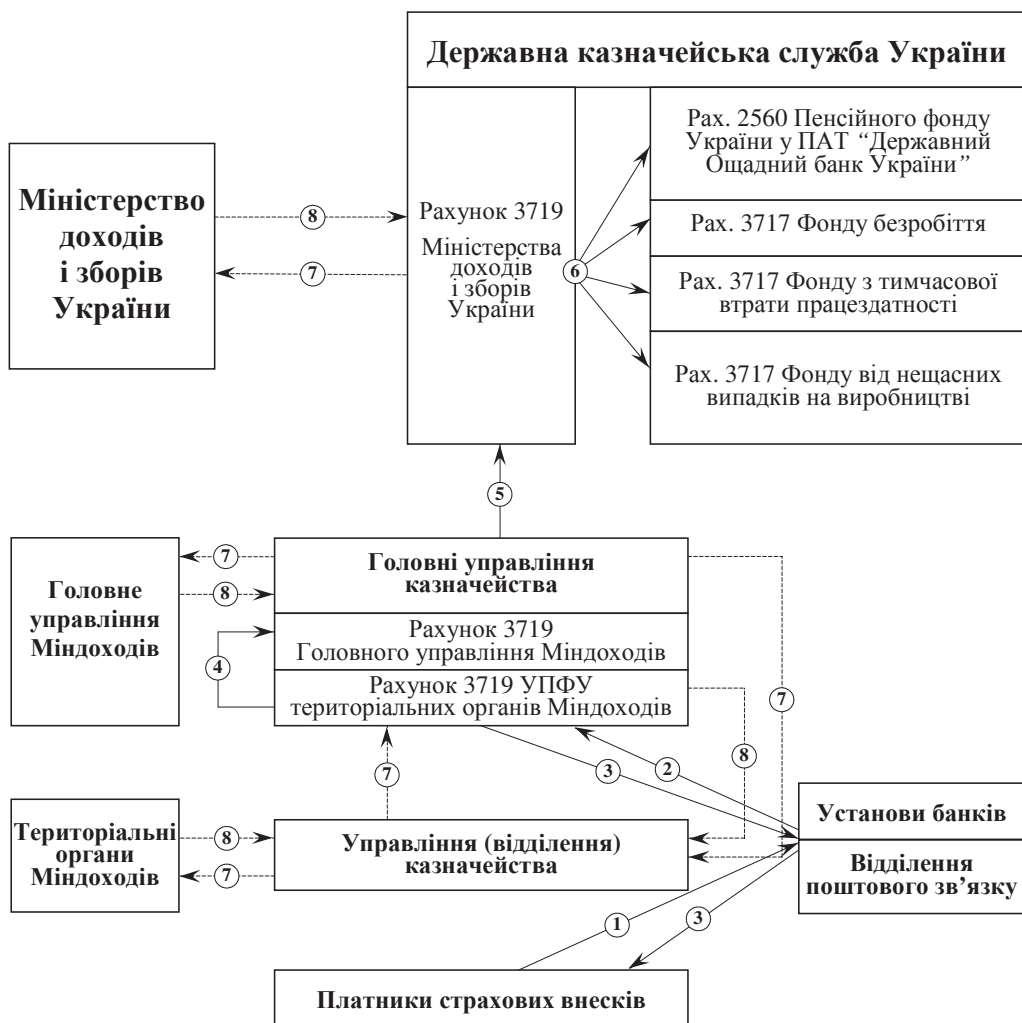 Державна казначейська служба України
Міністерство
доходів
і зборів
України
8
7
Рахунок 3719
Міністерства
доходів
і зборів
України
6
Рах. 2560 Пенсійного фонду
України у ПАТ “Державний
Ощадний банк України”
Рах. 3717 Фонду безробіття
Рах. 3717 Фонду з тимчасової
втрати працездатності
Рах. 3717 Фонду від нещасних
випадків на виробництві
5
Головне
управління
Міндоходів
7
8
4
Головні управління
казначейства
Рахунок 3719
Головного управління Міндоходів
Рахунок 3719 УПФУ
територіальних органів Міндоходів
7
8
7
3
2
Територіальні
органи
Міндоходів
8
7
Управління (відділення)
казначейства
Установи банків
Відділення
поштового зв’язку
1
3
Платники страхових внесків